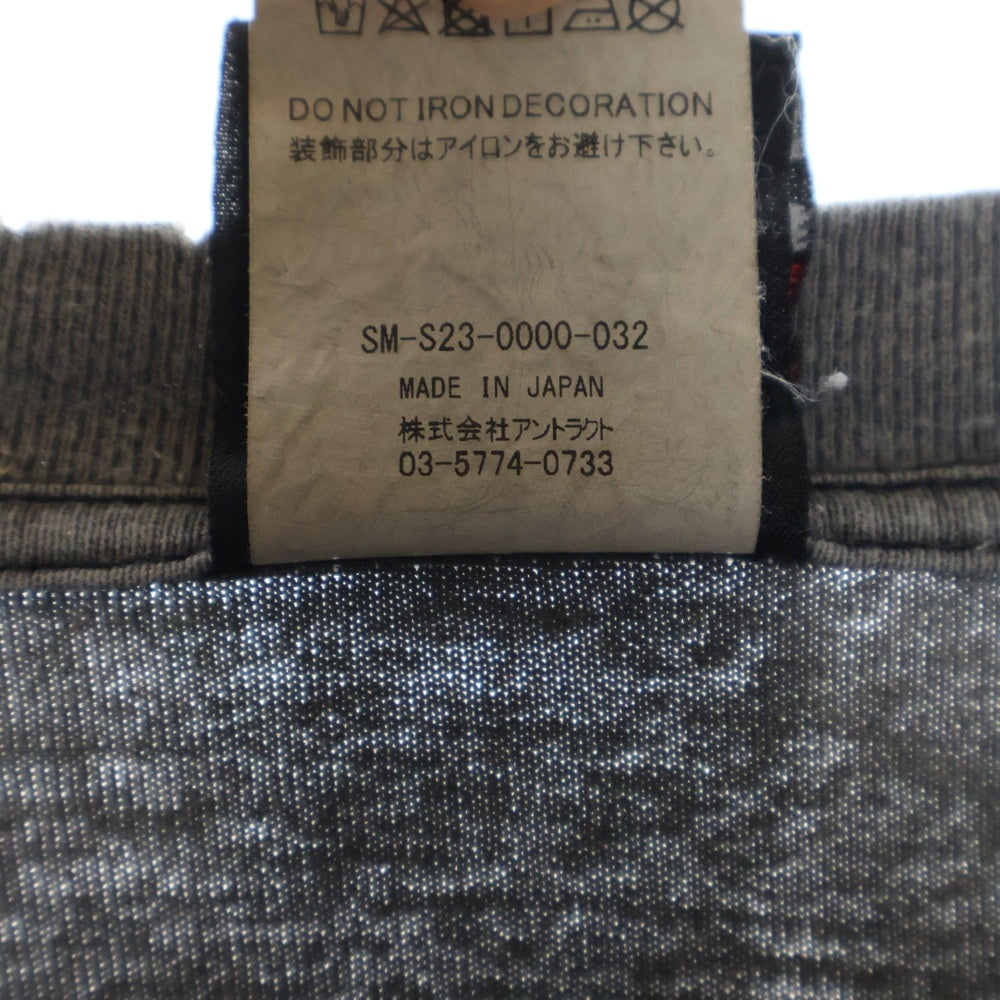 DO NOT IRON DECORATION
装飾部分はアイロンをお避け下さい。
SM-S23-0000-032
MADE IN JAPAN
株式会社アントラクト
03-5774-0733